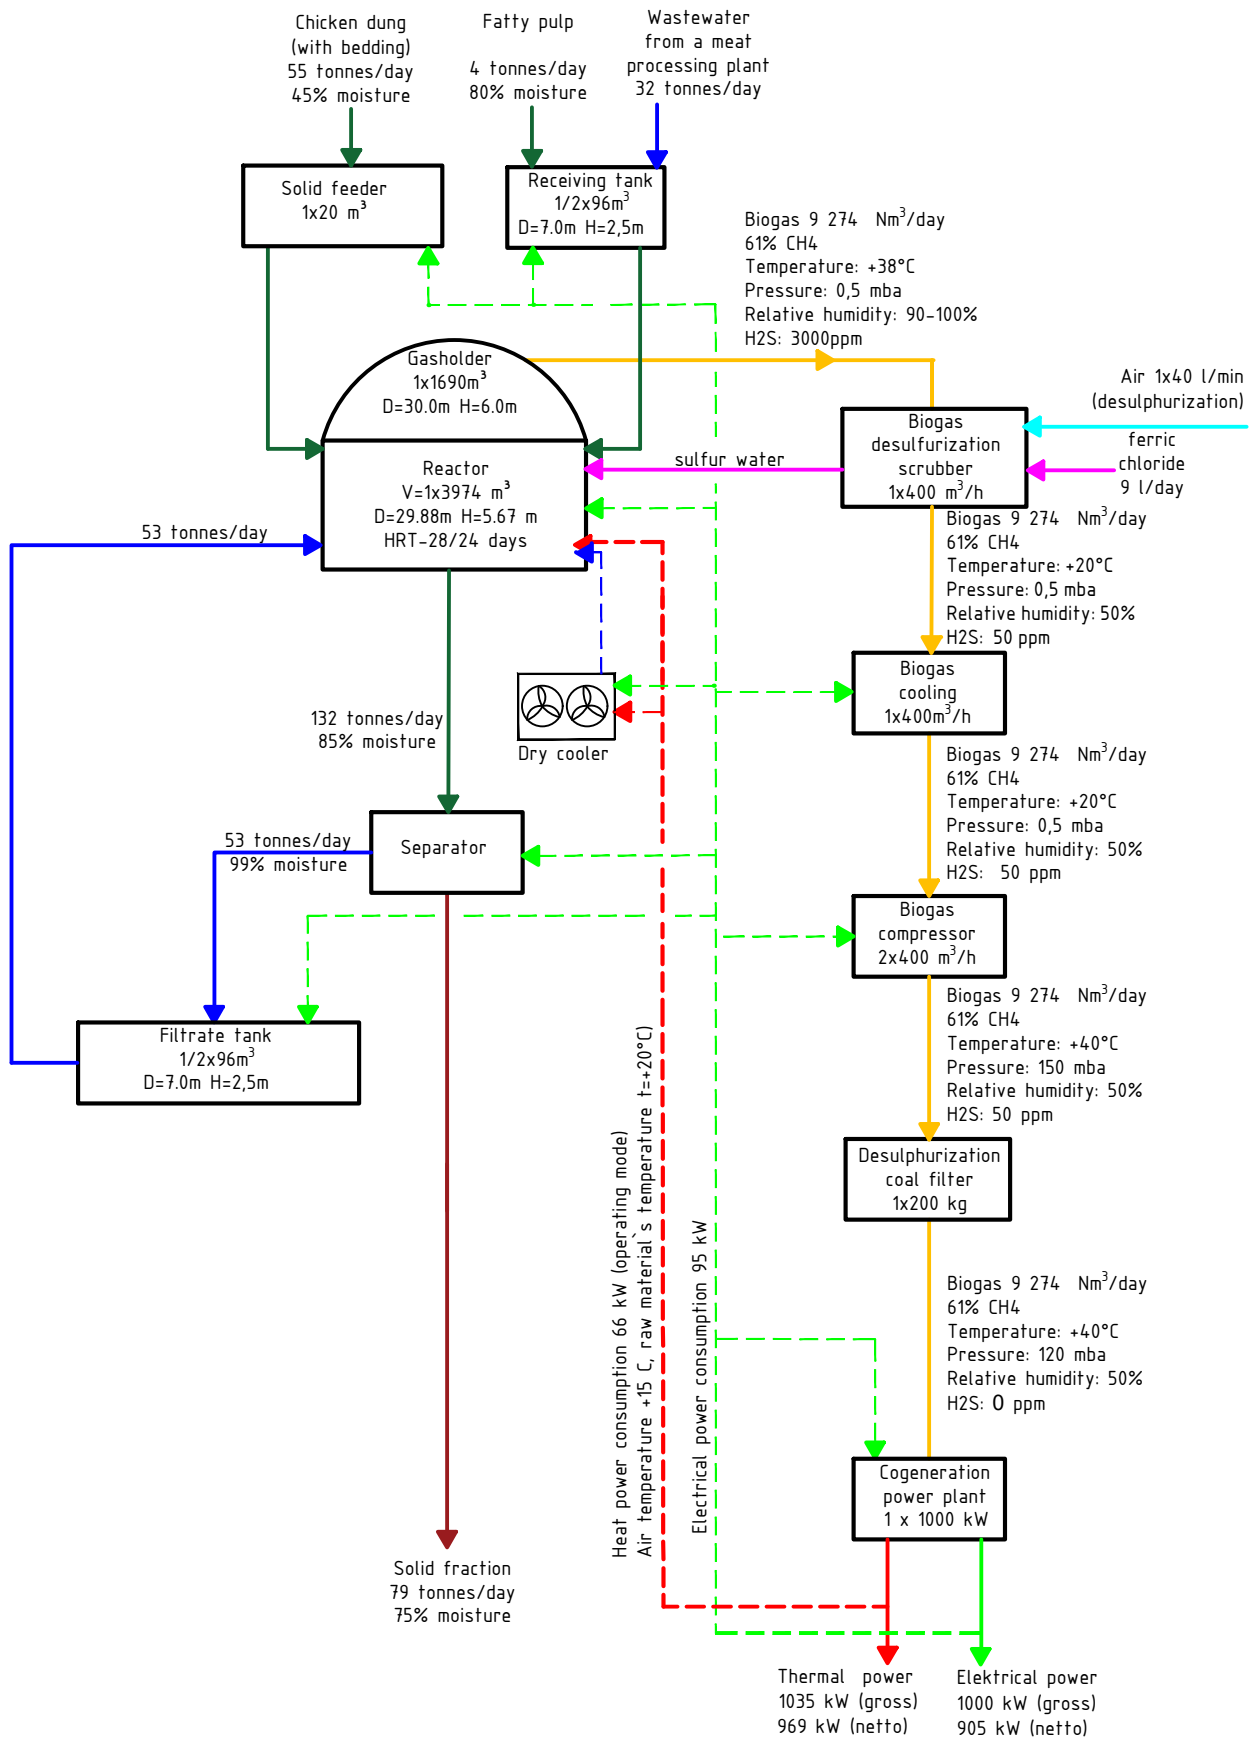 Chicken dung
(with bedding)
55 tonnes/day
45% moisture
Fatty pulp
4 tonnes/day
80% moisture
Wastewater
from a meat
processing plant
32 tonnes/day
Solid feeder
1x20 m³
Receiving tank
1/2x96m³
D=7.0m H=2,5m
Biogas 9 274 Nm³/day
61% CH4
Temperature: +38°C
Pressure: 0,5 mba
Relative humidity: 90-100%
H2S: 3000ppm
Gasholder
1x1690m³
D=30.0m H=6.0m
Air 1x40 l/min
(desulphurization)
ferric
chloride
9 l/day
Biogas
desulfurization
scrubber
1x400 m³/h
sulfur water
Reactor
V=1x3974 m³
D=29.88m H=5.67 m
HRT-28/24 days
53 tonnes/day
Biogas 9 274 Nm³/day
61% CH4
Temperature: +20°C
Pressure: 0,5 mba
Relative humidity: 50%
H2S: 50 ppm
Biogas
cooling
1x400m³/h
132 tonnes/day
85% moisture
Dry cooler
Biogas 9 274 Nm³/day
61% CH4
Temperature: +20°C
Pressure: 0,5 mba
Relative humidity: 50%
H2S: 50 ppm
Separator
53 tonnes/day
99% moisture
Biogas
compressor
2x400 m³/h
Biogas 9 274 Nm³/day
61% CH4
Temperature: +40°C
Pressure: 150 mba
Relative humidity: 50%
H2S: 50 ppm
Filtrate tank
1/2x96m³
D=7.0m H=2,5m
Heat power consumption 66 kW (operating mode)
Air temperature +15 C, raw material`s temperature t=+20°C)
Electrical power consumption 95 kW
Desulphurization
coal filter
1x200 kg
Biogas 9 274 Nm³/day
61% CH4
Temperature: +40°C
Pressure: 120 mba
Relative humidity: 50%
H2S: 0 ppm
Cogeneration
power plant
1 x 1000 kW
Solid fraction
79 tonnes/day
75% moisture
Thermal power
1035 kW (gross)
969 kW (netto)
Elektrical power
1000 kW (gross)
905 kW (netto)